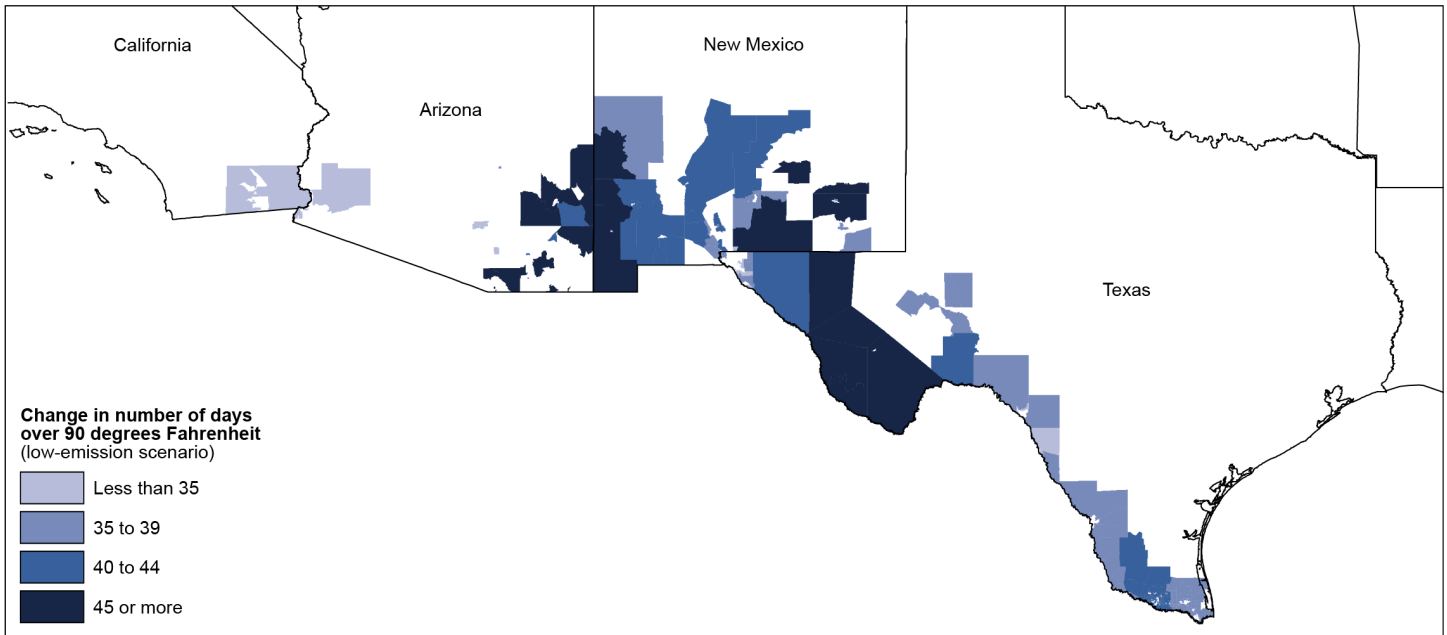 California
New Mexico
Arizona
Texas
Change in number of days
over 90 degrees Fahrenheit
(low-emission scenario)
Less than 35
35 to 39
40 to 44
45 or more